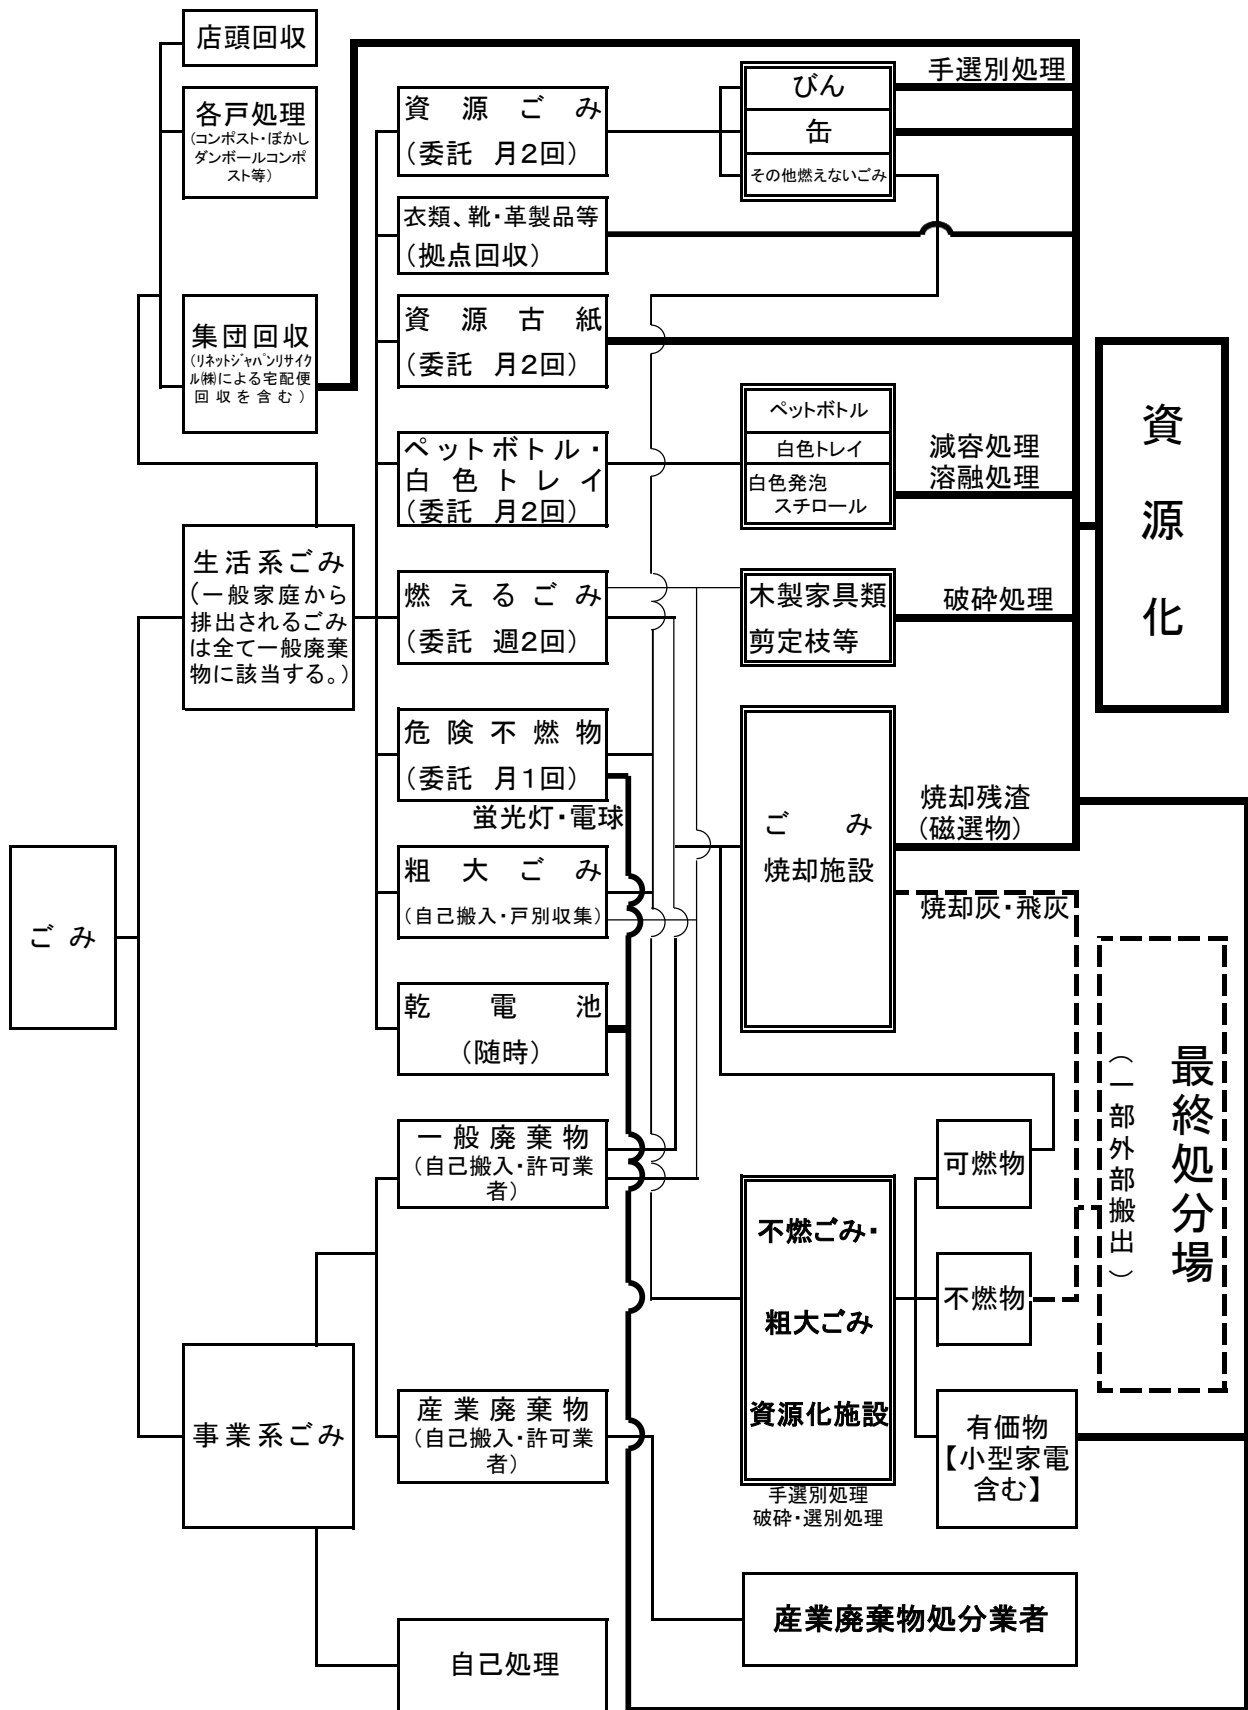 店頭回収
各戸処理
(コンポスト・ぼかし
ダンボールコンポ
スト等)
集団回収
(リネットジャパンリサイク
ル㈱による宅配便
回収を含む)
生活系ごみ
(一般家庭から
排出されるごみ
は全て一般廃棄
物に該当する。)
ごみ
事業系ごみ
資源ごみ
(委託 月2回)
衣類、靴・革製品等
(拠点回収)
資源古紙
(委託 月2回)
ペットボトル・
白色トレイ
(委託 月2回)
燃えるごみ
(委託 週2回)
危険不燃物
(委託 月1回)
蛍光灯・電球
粗大ごみ
(自己搬入・戸別収集)
乾電池
(随時)
一般廃棄物
(自己搬入・許可業
者)
産業廃棄物
(自己搬入・許可業
者)
自己処理
びん
缶
その他燃えないごみ
ペットボトル
白色トレイ
白色発泡
スチロール
木製家具類
剪定枝等
ごみ
焼却施設
不燃ごみ・
粗大ごみ
資源化施設
手選別処理
破砕・選別処理
産業廃棄物処分業者
手選別処理
減容処理
溶融処理
破砕処理
焼却残渣
(磁選物)
焼却灰・飛灰
可燃物
不燃物
有価物
【小型家電
含む】
資源化
最終処分場
(一部外部搬出)